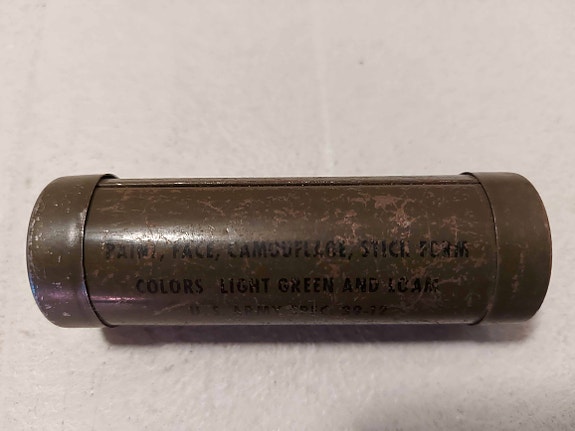 PAINT, FACE, CAMOUFLAGE, STICK FORM
COLORS LIGHT GREEN AND LOAM
U. S. ARMY SPEC